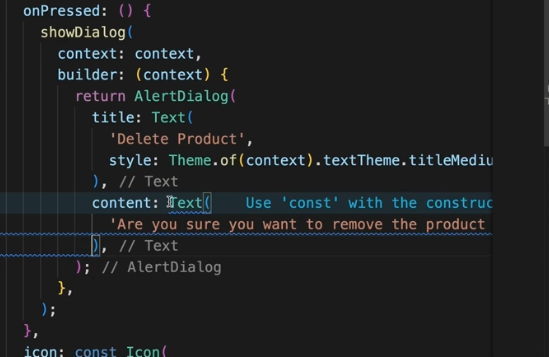 onPressed: () {
showDialog(
context: context,
builder: (context) {
return AlertDialog(
title: Text(
'Delete Product',
style: Theme.of(context).textTheme.titleMediu
), // Text
content: Text( Use 'const' with the construc
'Are you sure you want to remove the product
), // Text
); // AlertDialog
},
);
},
icon: const Icon(